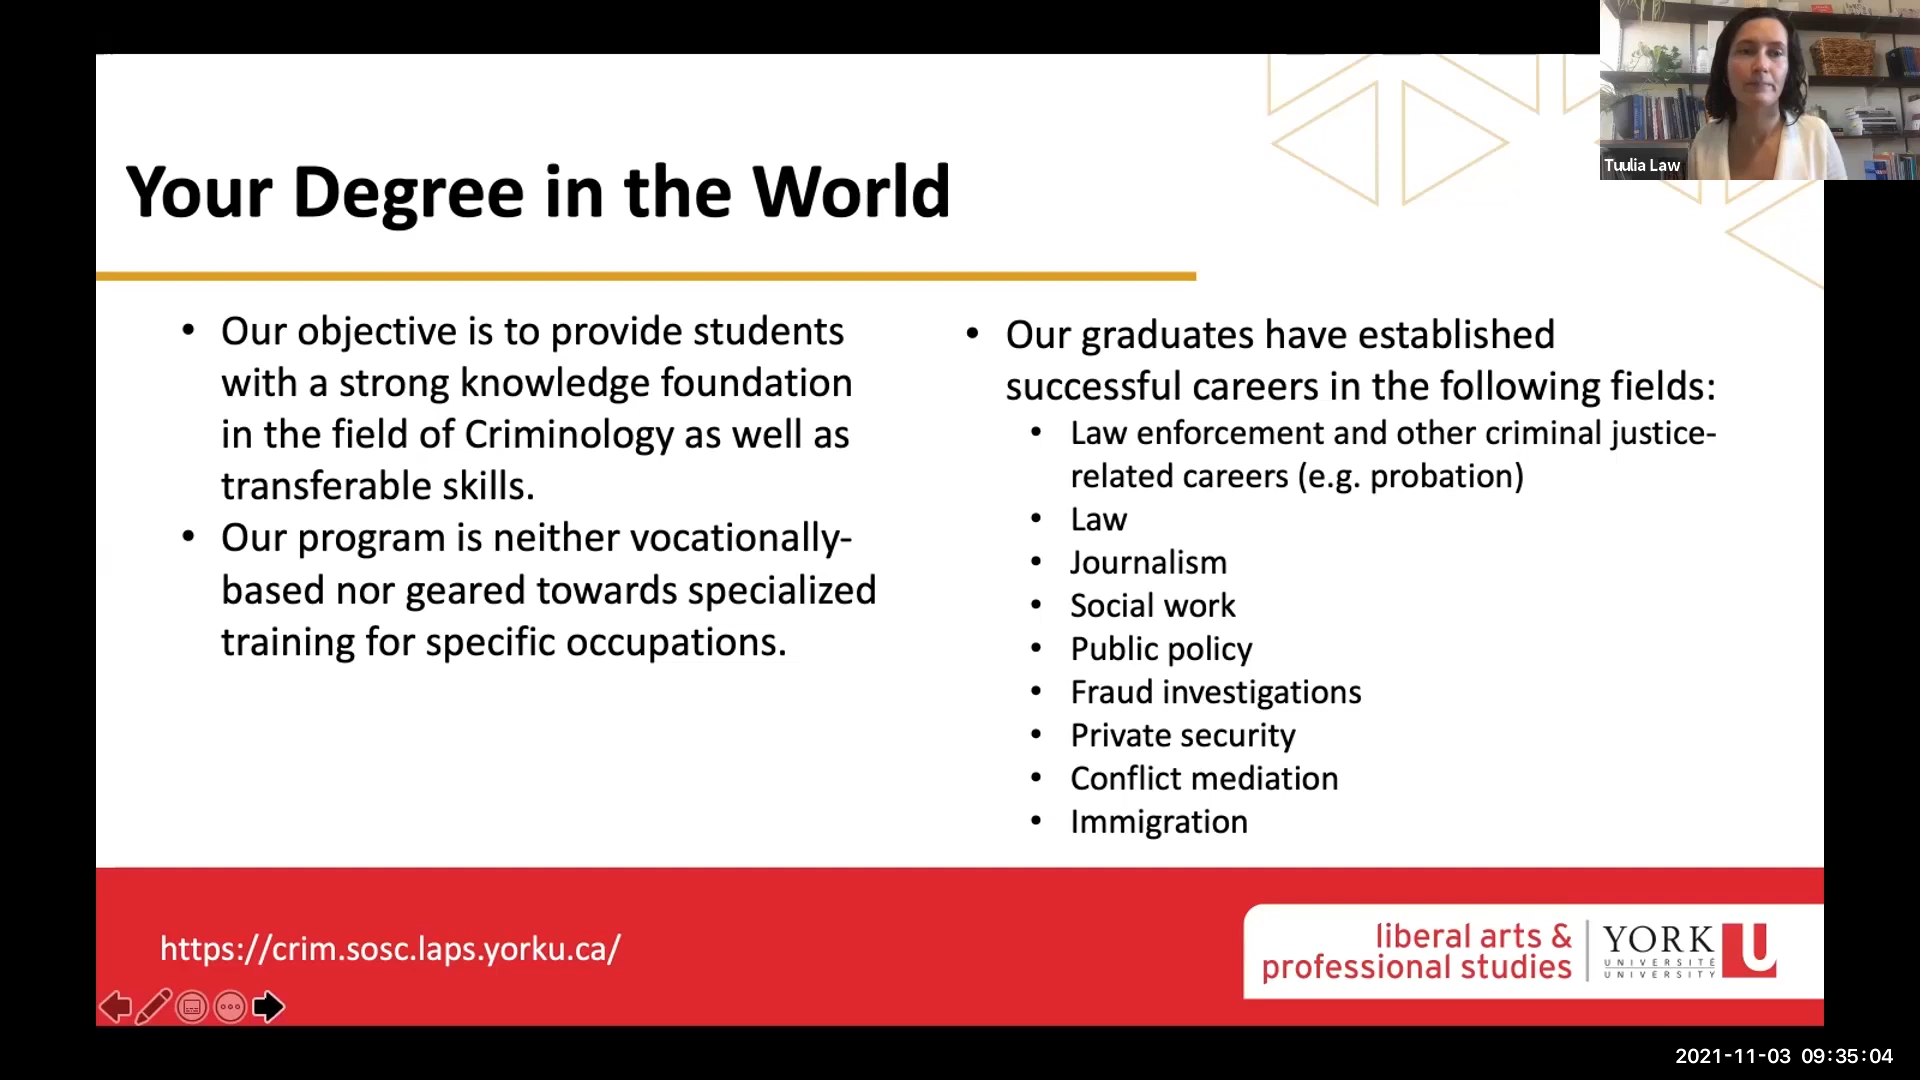 Tuulia Law
Your Degree in the World
• Our objective is to provide students
with a strong knowledge foundation
in the field of Criminology as well as
transferable skills.
• Our program is neither vocationally-
based nor geared towards specialized
training for specific occupations.
• Our graduates have established
successful careers in the following fields:
• Law enforcement and other criminal justice-
related careers (e.g. probation)
• Law
• Journalism
• Social work
• Public policy
• Fraud investigations
• Private security
• Conflict mediation
• Immigration
https://crim.sosc.laps.yorku.ca/
liberal arts &
professional studies
YORK U
UNIVERSITÉ
UNIVERSITY
2021-11-03 09:35:04